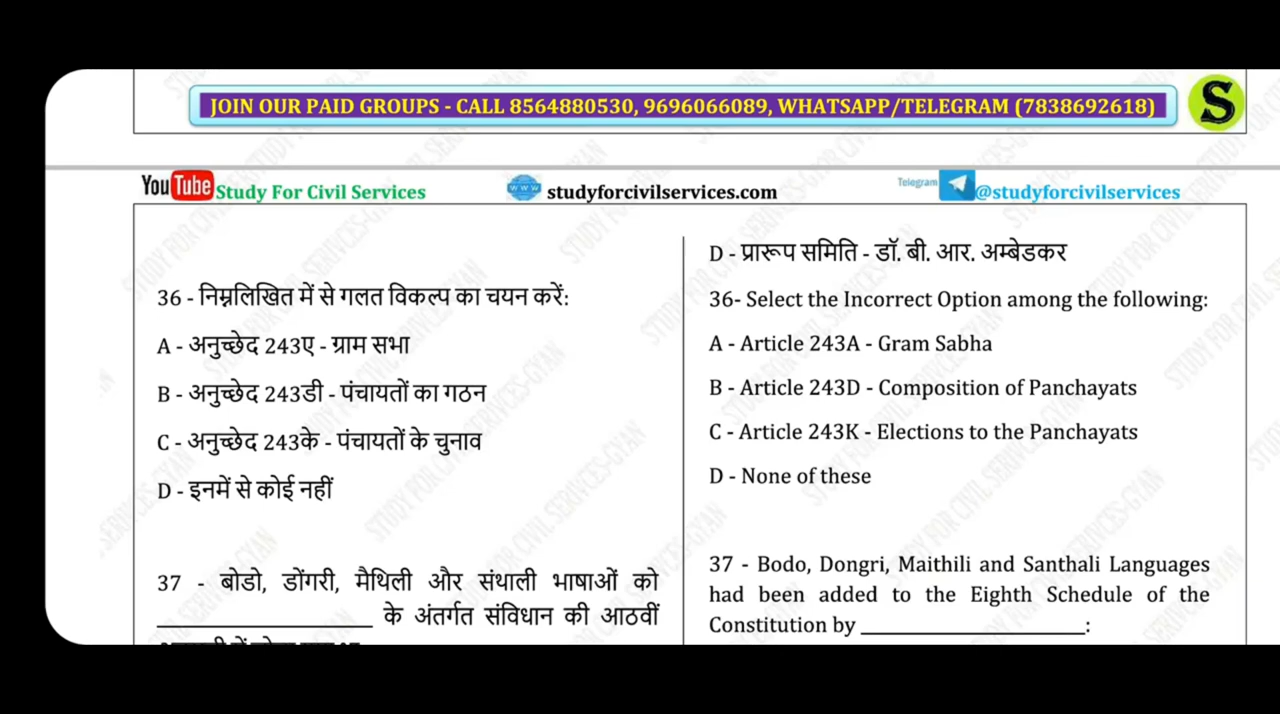 JOIN OUR PAID GROUPS - CALL 8564880530, 9696066089, WHATSAPP/TELEGRAM (7838692618)
S
YouTube Study For Civil Services
www studyforcivilservices.com
Telegram @studyforcivilservices
36 - निम्नलिखित में से गलत विकल्प का चयन करें:
A - अनुच्छेद 243ए - ग्राम सभा
B - अनुच्छेद 243डी - पंचायतों का गठन
C - अनुच्छेद 243के - पंचायतों के चुनाव
D - इनमें से कोई नहीं
37 - बोडो, डोंगरी, मैथिली और संथाली भाषाओं को
____________________ के अंतर्गत संविधान की आठवीं
D - प्रारूप समिति - डॉ. बी. आर. अम्बेडकर
36- Select the Incorrect Option among the following:
A - Article 243A - Gram Sabha
B - Article 243D - Composition of Panchayats
C - Article 243K - Elections to the Panchayats
D - None of these
37 - Bodo, Dongri, Maithili and Santhali Languages
had been added to the Eighth Schedule of the
Constitution by ____________________: